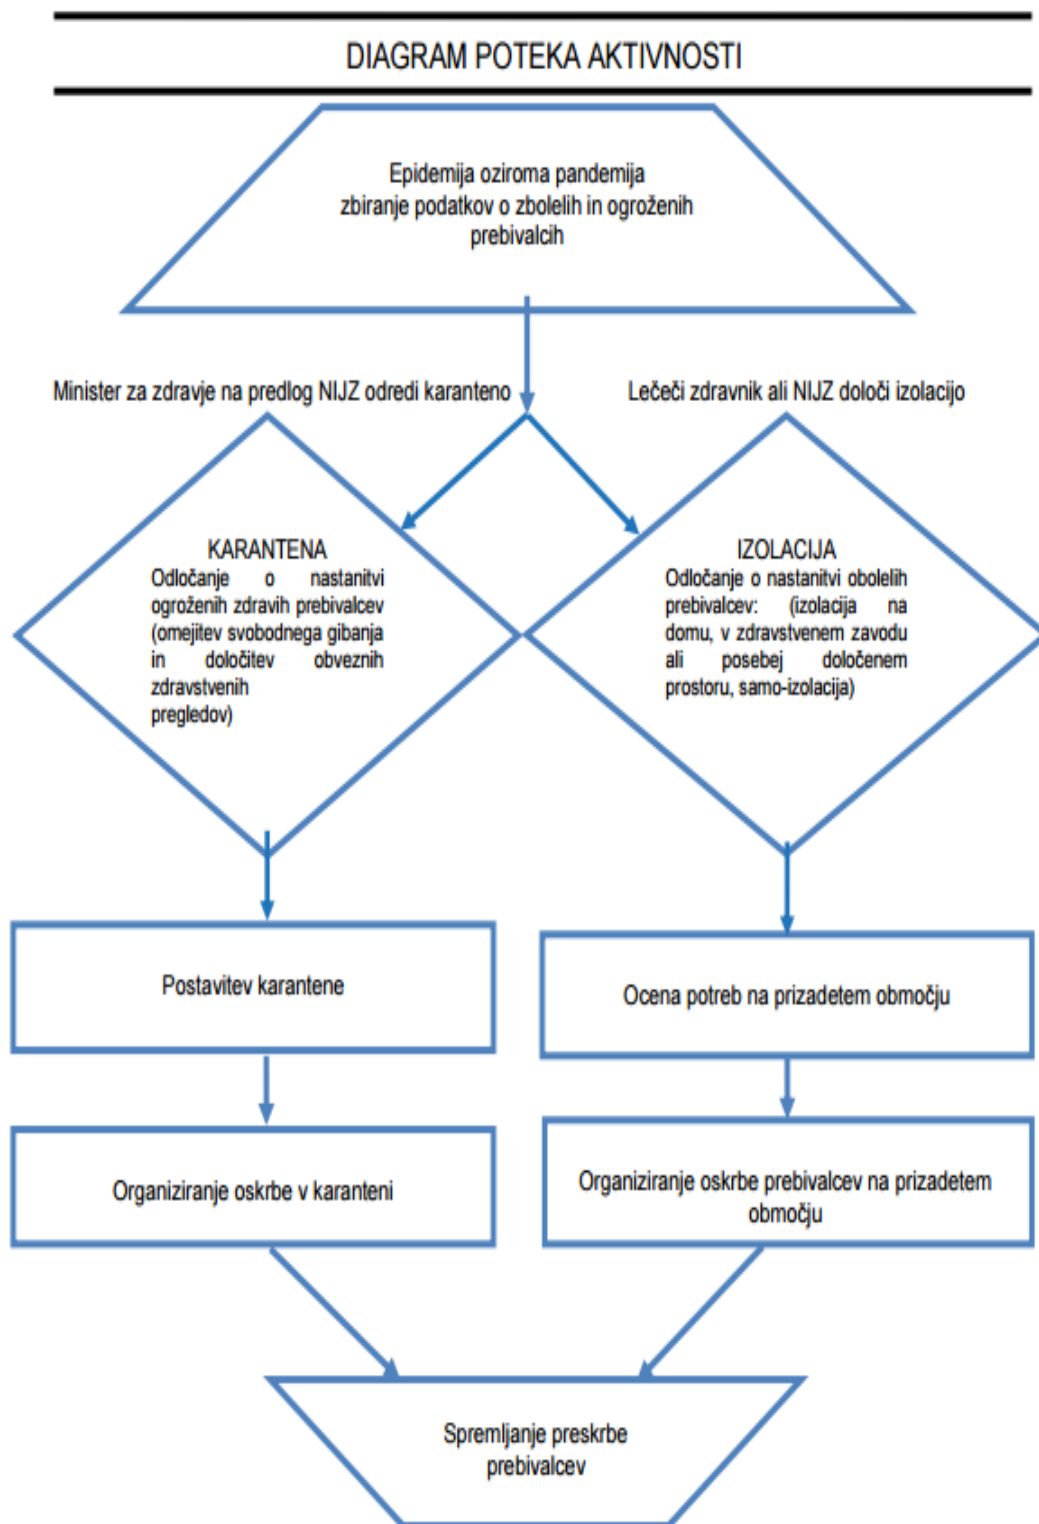 DIAGRAM POTEKA AKTIVNOSTI
Epidemija oziroma pandemija
zbiranje podatkov o zbolelih in ogroženih
prebivalcih
Minister za zdravje na predlog NIJZ odredi karanteno
Lečeči zdravnik ali NIJZ določi izolacijo
KARANTENA
Odločanje o nastanitvi
ogroženih zdravih prebivalcev
(omejitev svobodnega gibanja
in določitev obveznih
zdravstvenih
pregledov)
IZOLACIJA
Odločanje o nastanitvi obolelih
prebivalcev: (izolacija na
domu, v zdravstvenem zavodu
ali posebej določenem
prostoru, samo-izolacija)
Postavitev karantene
Ocena potreb na prizadetem območju
Organiziranje oskrbe v karanteni
Organiziranje oskrbe prebivalcev na prizadetem
območju
Spremljanje preskrbe
prebivalcev